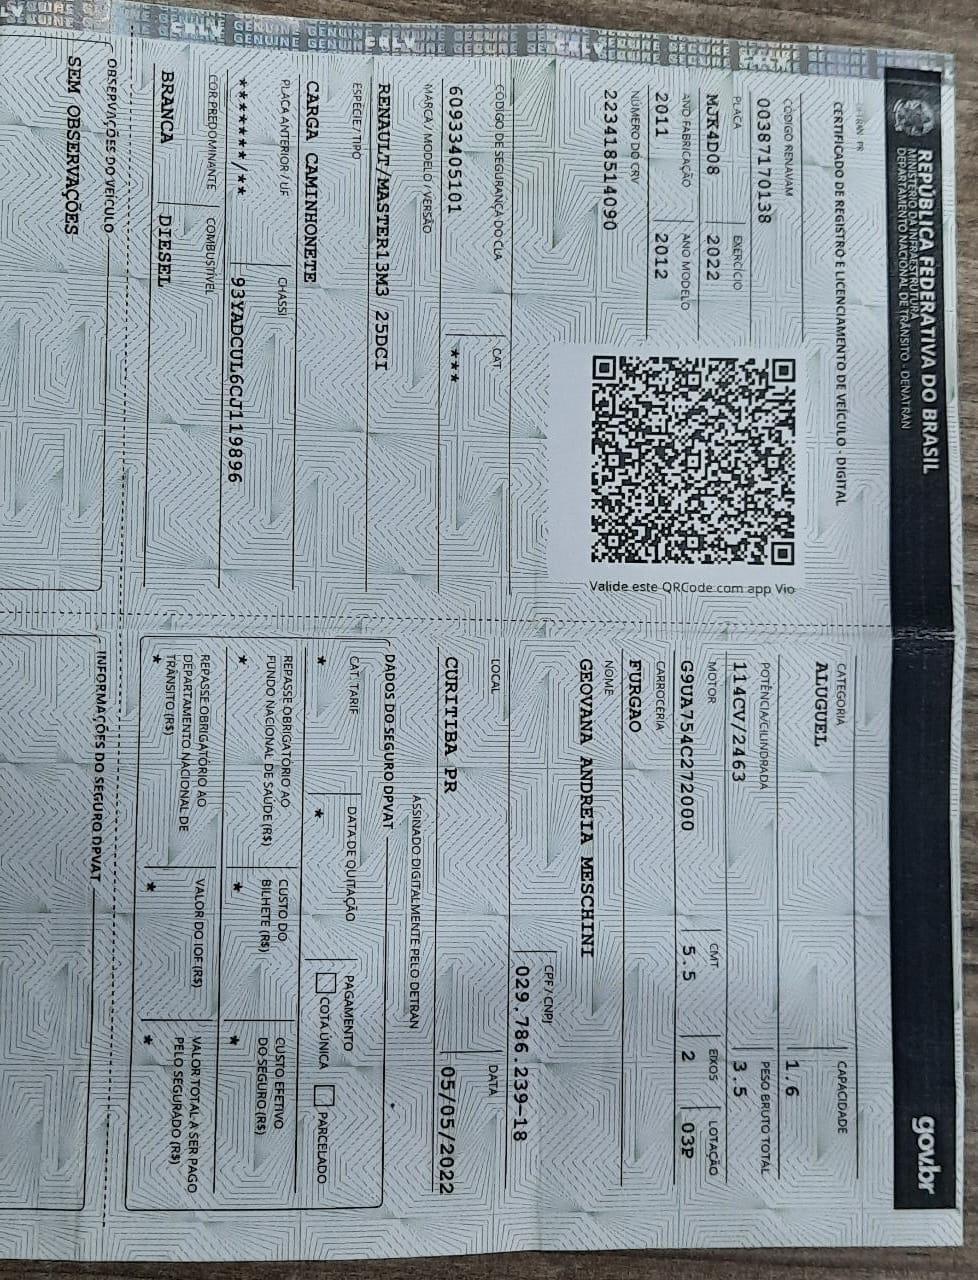 REPÚBLICA FEDERATIVA DO BRASIL
MINISTÉRIO DA INFRAESTRUTURA
DEPARTAMENTO NACIONAL DE TRÂNSITO - DENATRAN
gov.br
PR
CERTIFICADO DE REGISTRO E LICENCIAMENTO DE VEÍCULO - DIGITAL
CÓDIGO RENAVAM
00387170138
PLACA
EXERCÍCIO
MJK4D08
2022
ANO FABRICAÇÃO
ANO MODELO
2011
2012
NÚMERO DO CRV
223418514090
Valide este QRCode com app Vio
CÓDIGO DE SEGURANÇA DO CLA
CAT
60933405101
***
MARCA / MODELO / VERSÃO
RENAULT/MASTER13M3 25DCI
ESPÉCIE / TIPO
CARGA CAMINHONETE
PLACA ANTERIOR / UF
CHASSI
*******/**
93YADCUL6CJ119896
COR PREDOMINANTE
COMBUSTÍVEL
BRANCA
DIESEL
OBSERVAÇÕES DO VEÍCULO
SEM OBSERVAÇÕES
CATEGORIA
CAPACIDADE
ALUGUEL
1.6
POTÊNCIA/CILINDRADA
PESO BRUTO TOTAL
114CV/2463
3.5
MOTOR
CMT
EIXOS
LOTAÇÃO
G9UA754C272000
5.5
2
03P
CARROCERIA
FURGAO
NOME
GEOVANA ANDREIA MESCHINI
CPF / CNPJ
029.786.239-18
LOCAL
DATA
CURITIBA PR
05/05/2022
ASSINADO DIGITALMENTE PELO DETRAN
DADOS DO SEGURO DPVAT
CAT. TARIF
DATA DE QUITAÇÃO
PAGAMENTO
*
*
COTA ÚNICA
PARCELADO
REPASSE OBRIGATÓRIO AO
FUNDO NACIONAL DE SAÚDE (R$)
CUSTO DO
BILHETE (R$)
CUSTO EFETIVO
DO SEGURO (R$)
*
*
*
REPASSE OBRIGATÓRIO AO
DEPARTAMENTO NACIONAL DE
TRÂNSITO (R$)
VALOR DO IOF (R$)
VALOR TOTAL A SER PAGO
PELO SEGURADO (R$)
*
*
*
INFORMAÇÕES DO SEGURO DPVAT